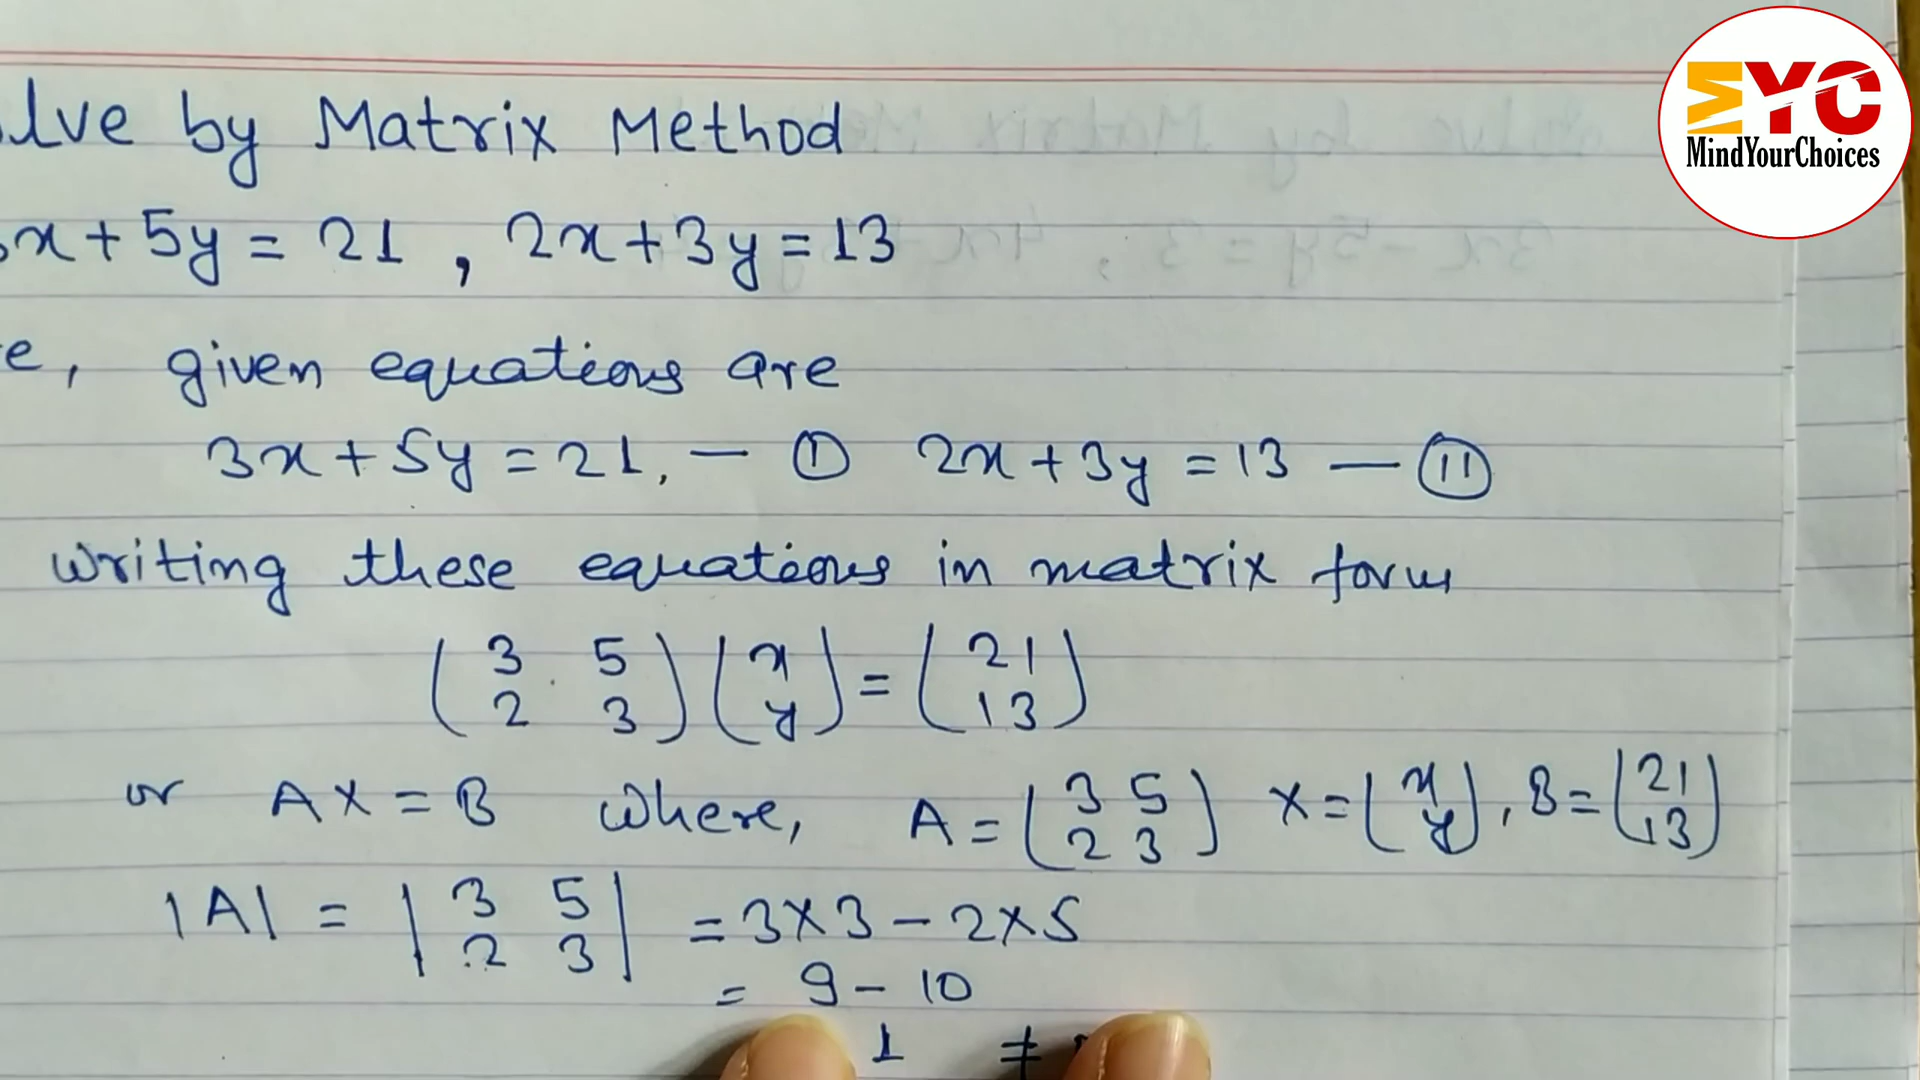 lve by Matrix Method
x + 5y = 21 , 2x + 3y = 13
e, given equations are
3x + 5y = 21, — (I) 2x + 3y = 13 — (II)
Writing these equations in matrix form
( 3 5 ) ( x ) = ( 21 )
( 2 3 ) ( y ) ( 13 )
or AX = B where, A = ( 3 5 ) X = ( x ) , B = ( 21 )
( 2 3 ) ( y ) ( 13 )
|A| = | 3 5 | = 3×3 − 2×5
| 2 3 |
= 9 − 10
1 ≠
MYC
MindYourChoices